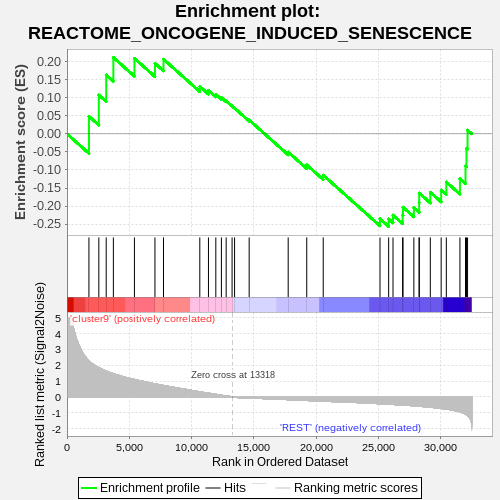 Enrichment plot:
REACTOME_ONCOGENE_INDUCED_SENESCENCE
Enrichment score (ES)
0.20
0.15
0.10
0.05
0.00
-0.05
-0.10
-0.15
-0.20
-0.25
'cluster9' (positively correlated)
Ranked list metric (Signal2Noise)
5
4
3
2
1
0
-1
-2
Zero cross at 13318
'REST' (negatively correlated)
0
5,000
10,000
15,000
20,000
25,000
30,000
Rank in Ordered Dataset
Enrichment profile
Hits
Ranking metric scores